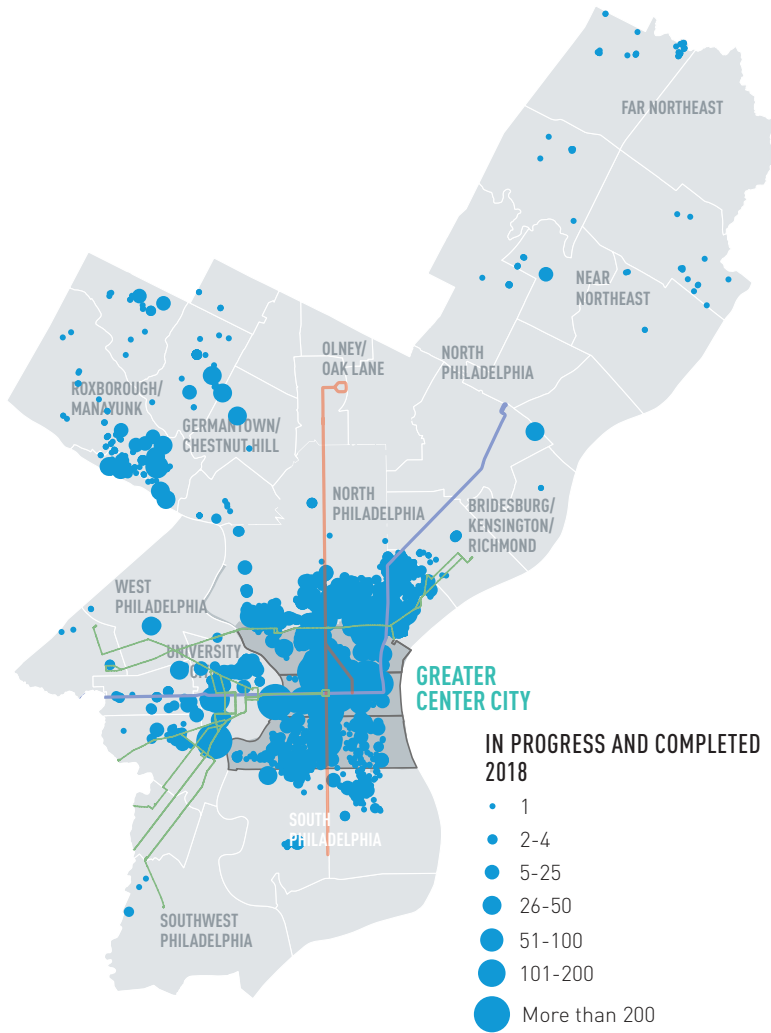 FAR NORTHEAST
NEAR
NORTHEAST
OLNEY/
OAK LANE
NORTH
PHILADELPHIA
ROXBOROUGH/
MANAYUNK
GERMANTOWN/
CHESTNUT HILL
NORTH
PHILADELPHIA
BRIDESBURG/
KENSINGTON/
RICHMOND
WEST
PHILADELPHIA
UNIVERSITY
GREATER
CENTER CITY
SOUTH
PHILADELPHIA
SOUTHWEST
PHILADELPHIA
IN PROGRESS AND COMPLETED
2018
1
2-4
5-25
26-50
51-100
101-200
More than 200